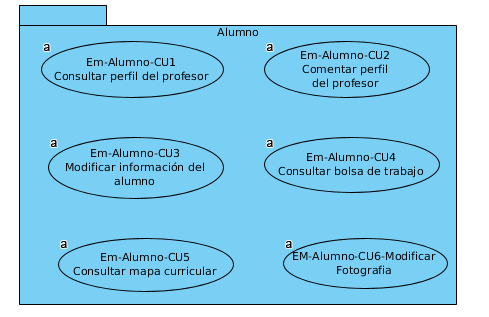 Alumno
a
Em-Alumno-CU1
Consultar perfil del profesor
a
Em-Alumno-CU2
Comentar perfil
del profesor
a
Em-Alumno-CU3
Modificar información del
alumno
a
Em-Alumno-CU4
Consultar bolsa de trabajo
a
Em-Alumno-CU5
Consultar mapa curricular
a
EM-Alumno-CU6-Modificar
Fotografia